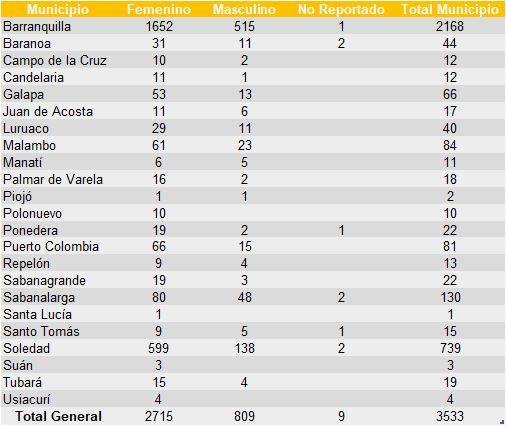 Municipio Femenino Masculino No Reportado Total Municipio
Barranquilla 1652 515 1 2168
Baranoa 31 11 2 44
Campo de la Cruz 10 2 12
Candelaria 11 1 12
Galapa 53 13 66
Juan de Acosta 11 6 17
Luruaco 29 11 40
Malambo 61 23 84
Manatí 6 5 11
Palmar de Varela 16 2 18
Piojó 1 1 2
Polonuevo 10 10
Ponedera 19 2 1 22
Puerto Colombia 66 15 81
Repelón 9 4 13
Sabanagrande 19 3 22
Sabanalarga 80 48 2 130
Santa Lucía 1 1
Santo Tomás 9 5 1 15
Soledad 599 138 2 739
Suán 3 3
Tubará 15 4 19
Usiacurí 4 4
Total General 2715 809 9 3533